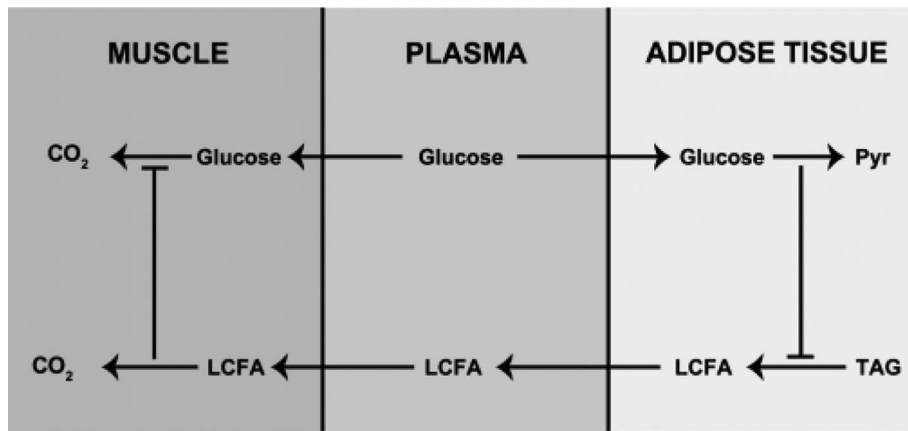 MUSCLE PLASMA ADIPOSE TISSUE
CO₂ Glucose Glucose Glucose Pyr
CO₂ LCFA LCFA LCFA TAG